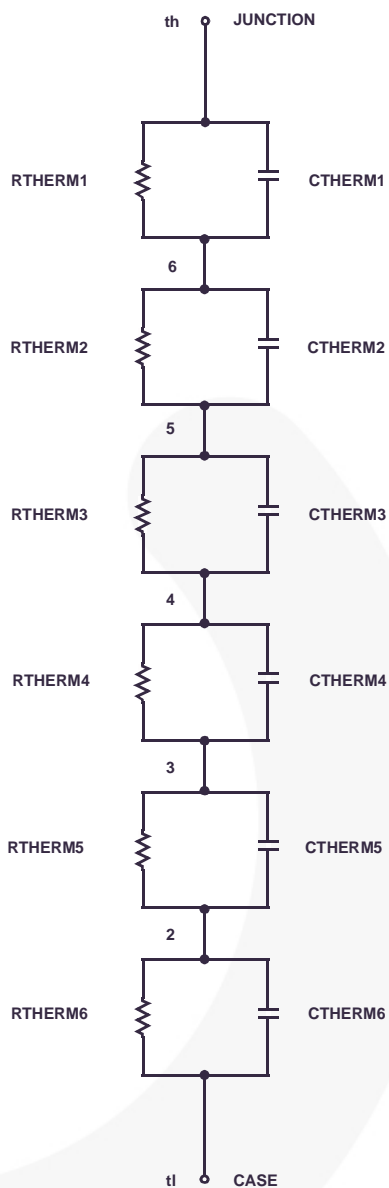 th JUNCTION
RTHERM1 CTHERM1
6
RTHERM2 CTHERM2
5
RTHERM3 CTHERM3
4
RTHERM4 CTHERM4
3
RTHERM5 CTHERM5
2
RTHERM6 CTHERM6
tl CASE